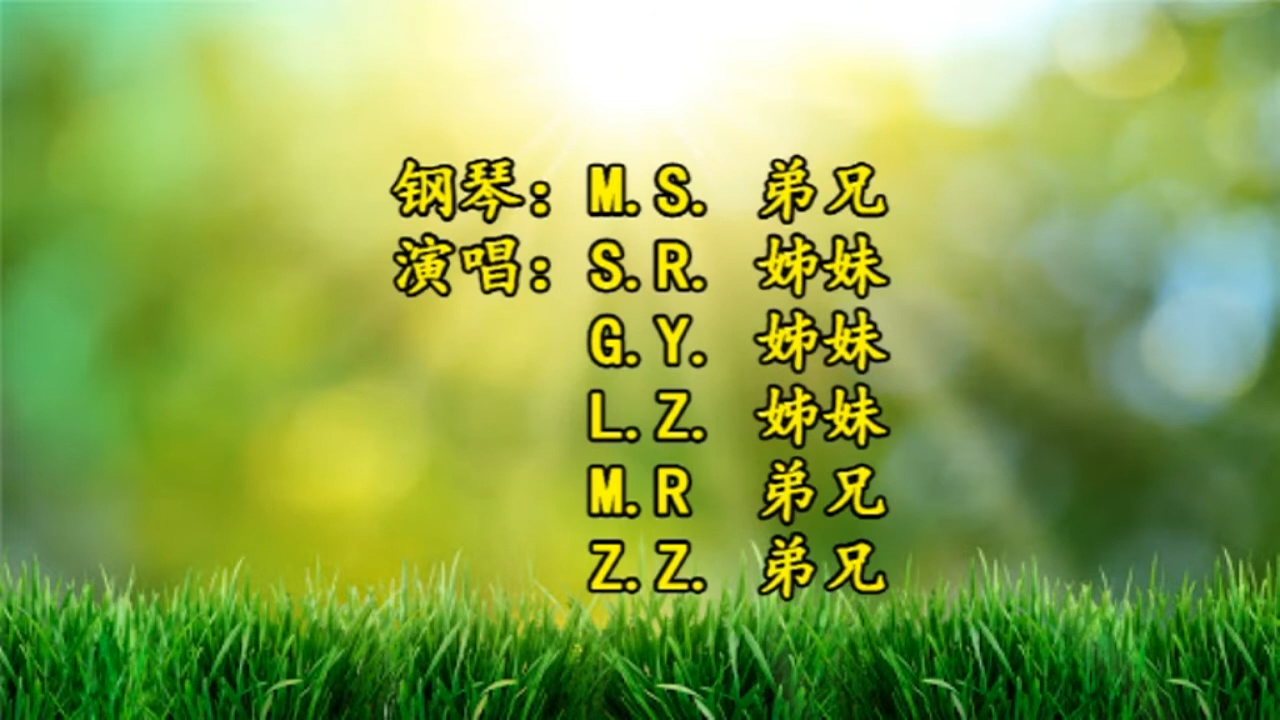 钢琴：M.S. 弟兄
演唱：S.R. 姊妹
G.Y. 姊妹
L.Z. 姊妹
M.R 弟兄
Z.Z. 弟兄